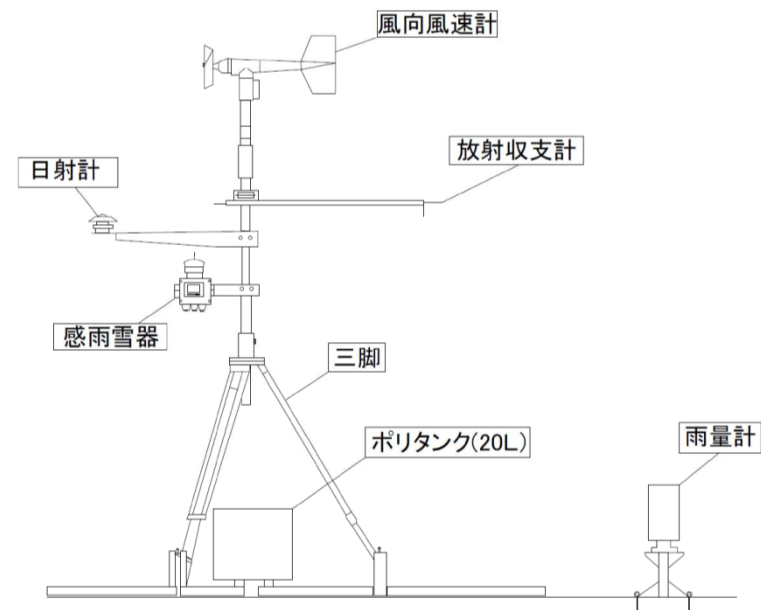 風向風速計
放射収支計
日射計
感雨雪器
三脚
ポリタンク(20L)
雨量計